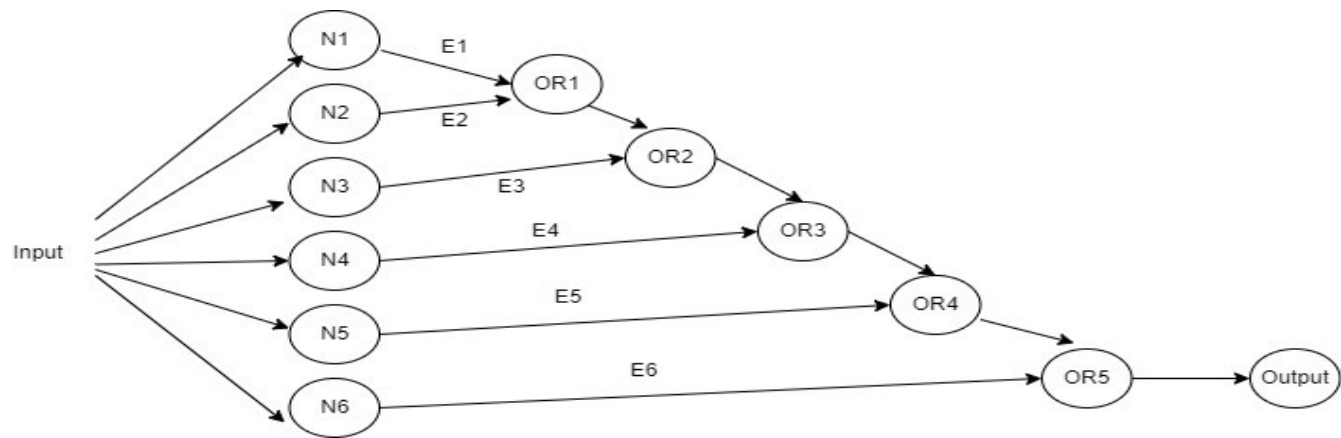 N1
E1
OR1
N2
E2
OR2
N3
E3
Input
N4
E4
OR3
N5
E5
OR4
N6
E6
OR5
Output